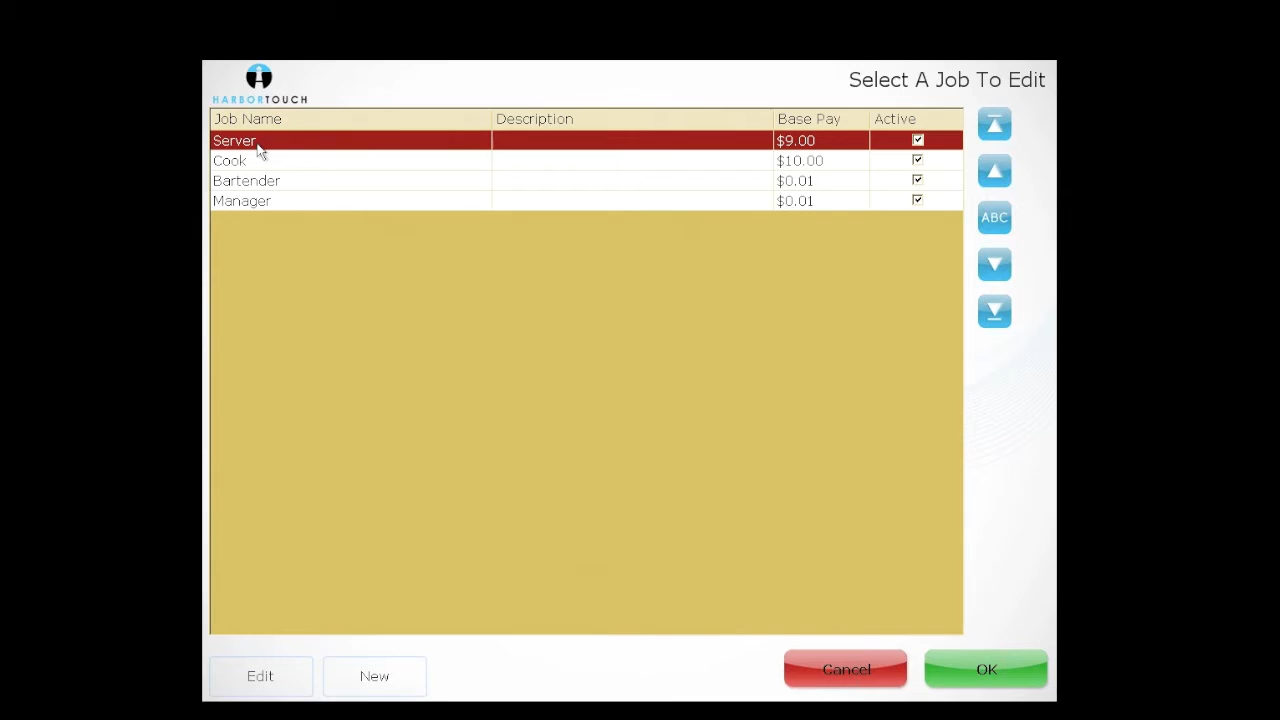 HARBORTOUCH
Select A Job To Edit
Job Name Description Base Pay Active
Server $9.00
Cook $10.00
Bartender $0.01
Manager $0.01
ABC
Edit New Cancel OK